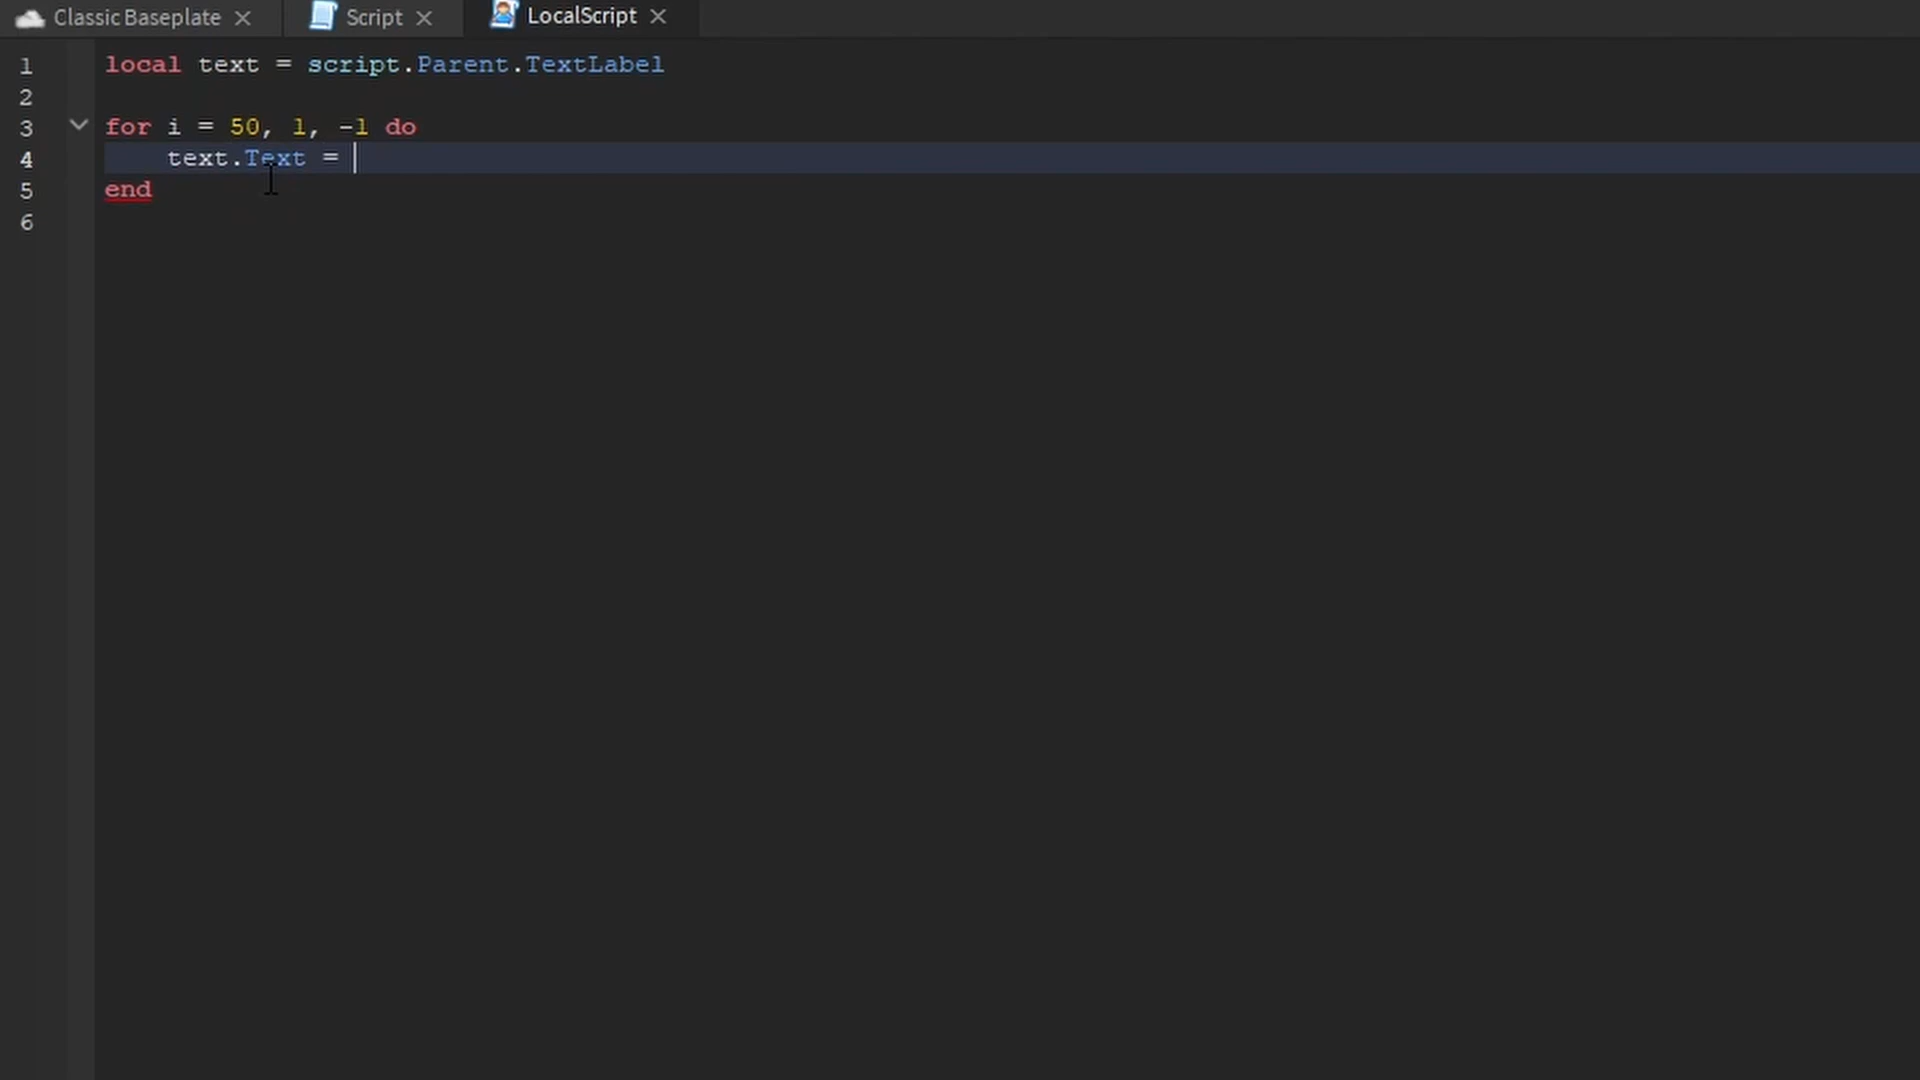 Classic Baseplate Script LocalScript
1 local text = script.Parent.TextLabel
2
3 for i = 50, 1, -1 do
4 text.Text =
5 end
6